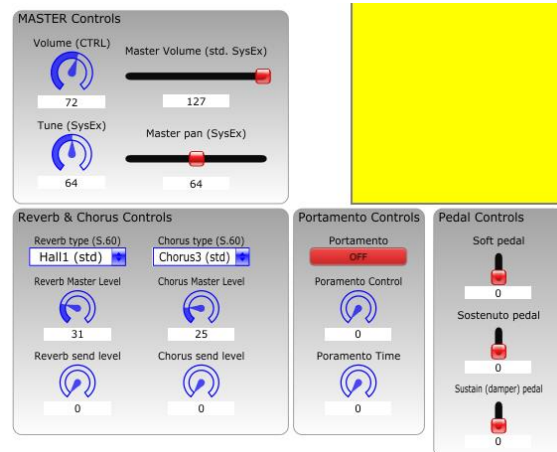 MASTER Controls
Volume (CTRL)
Master Volume (std. SysEx)
72
127
Tune (SysEx)
Master pan (SysEx)
64
64
Reverb & Chorus Controls
Reverb type (S.60)
Chorus type (S.60)
Hall1 (std)
Chorus3 (std)
Reverb Master Level
Chorus Master Level
31
25
Reverb send level
Chorus send level
0
0
Portamento Controls
Portamento
OFF
Poramento Control
0
Poramento Time
0
Pedal Controls
Soft pedal
0
Sostenuto pedal
0
Sustain (damper) pedal
0